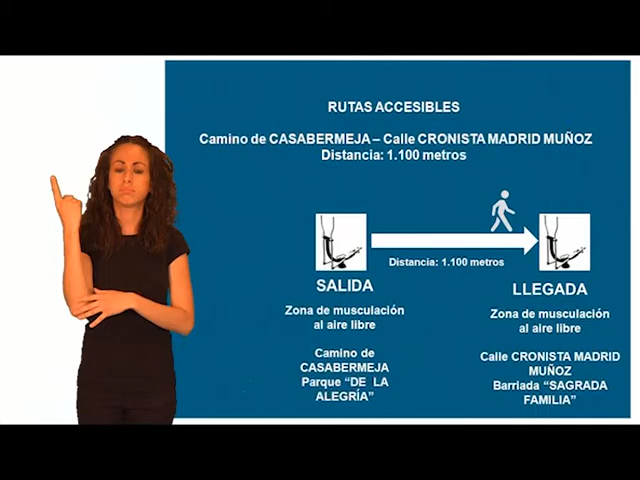 RUTAS ACCESIBLES
Camino de CASABERMEJA – Calle CRONISTA MADRID MUÑOZ
Distancia: 1.100 metros
Distancia: 1.100 metros
SALIDA
Zona de musculación
al aire libre
Camino de
CASABERMEJA
Parque “DE LA
ALEGRÍA”
LLEGADA
Zona de musculación
al aire libre
Calle CRONISTA MADRID
MUÑOZ
Barriada “SAGRADA
FAMILIA”